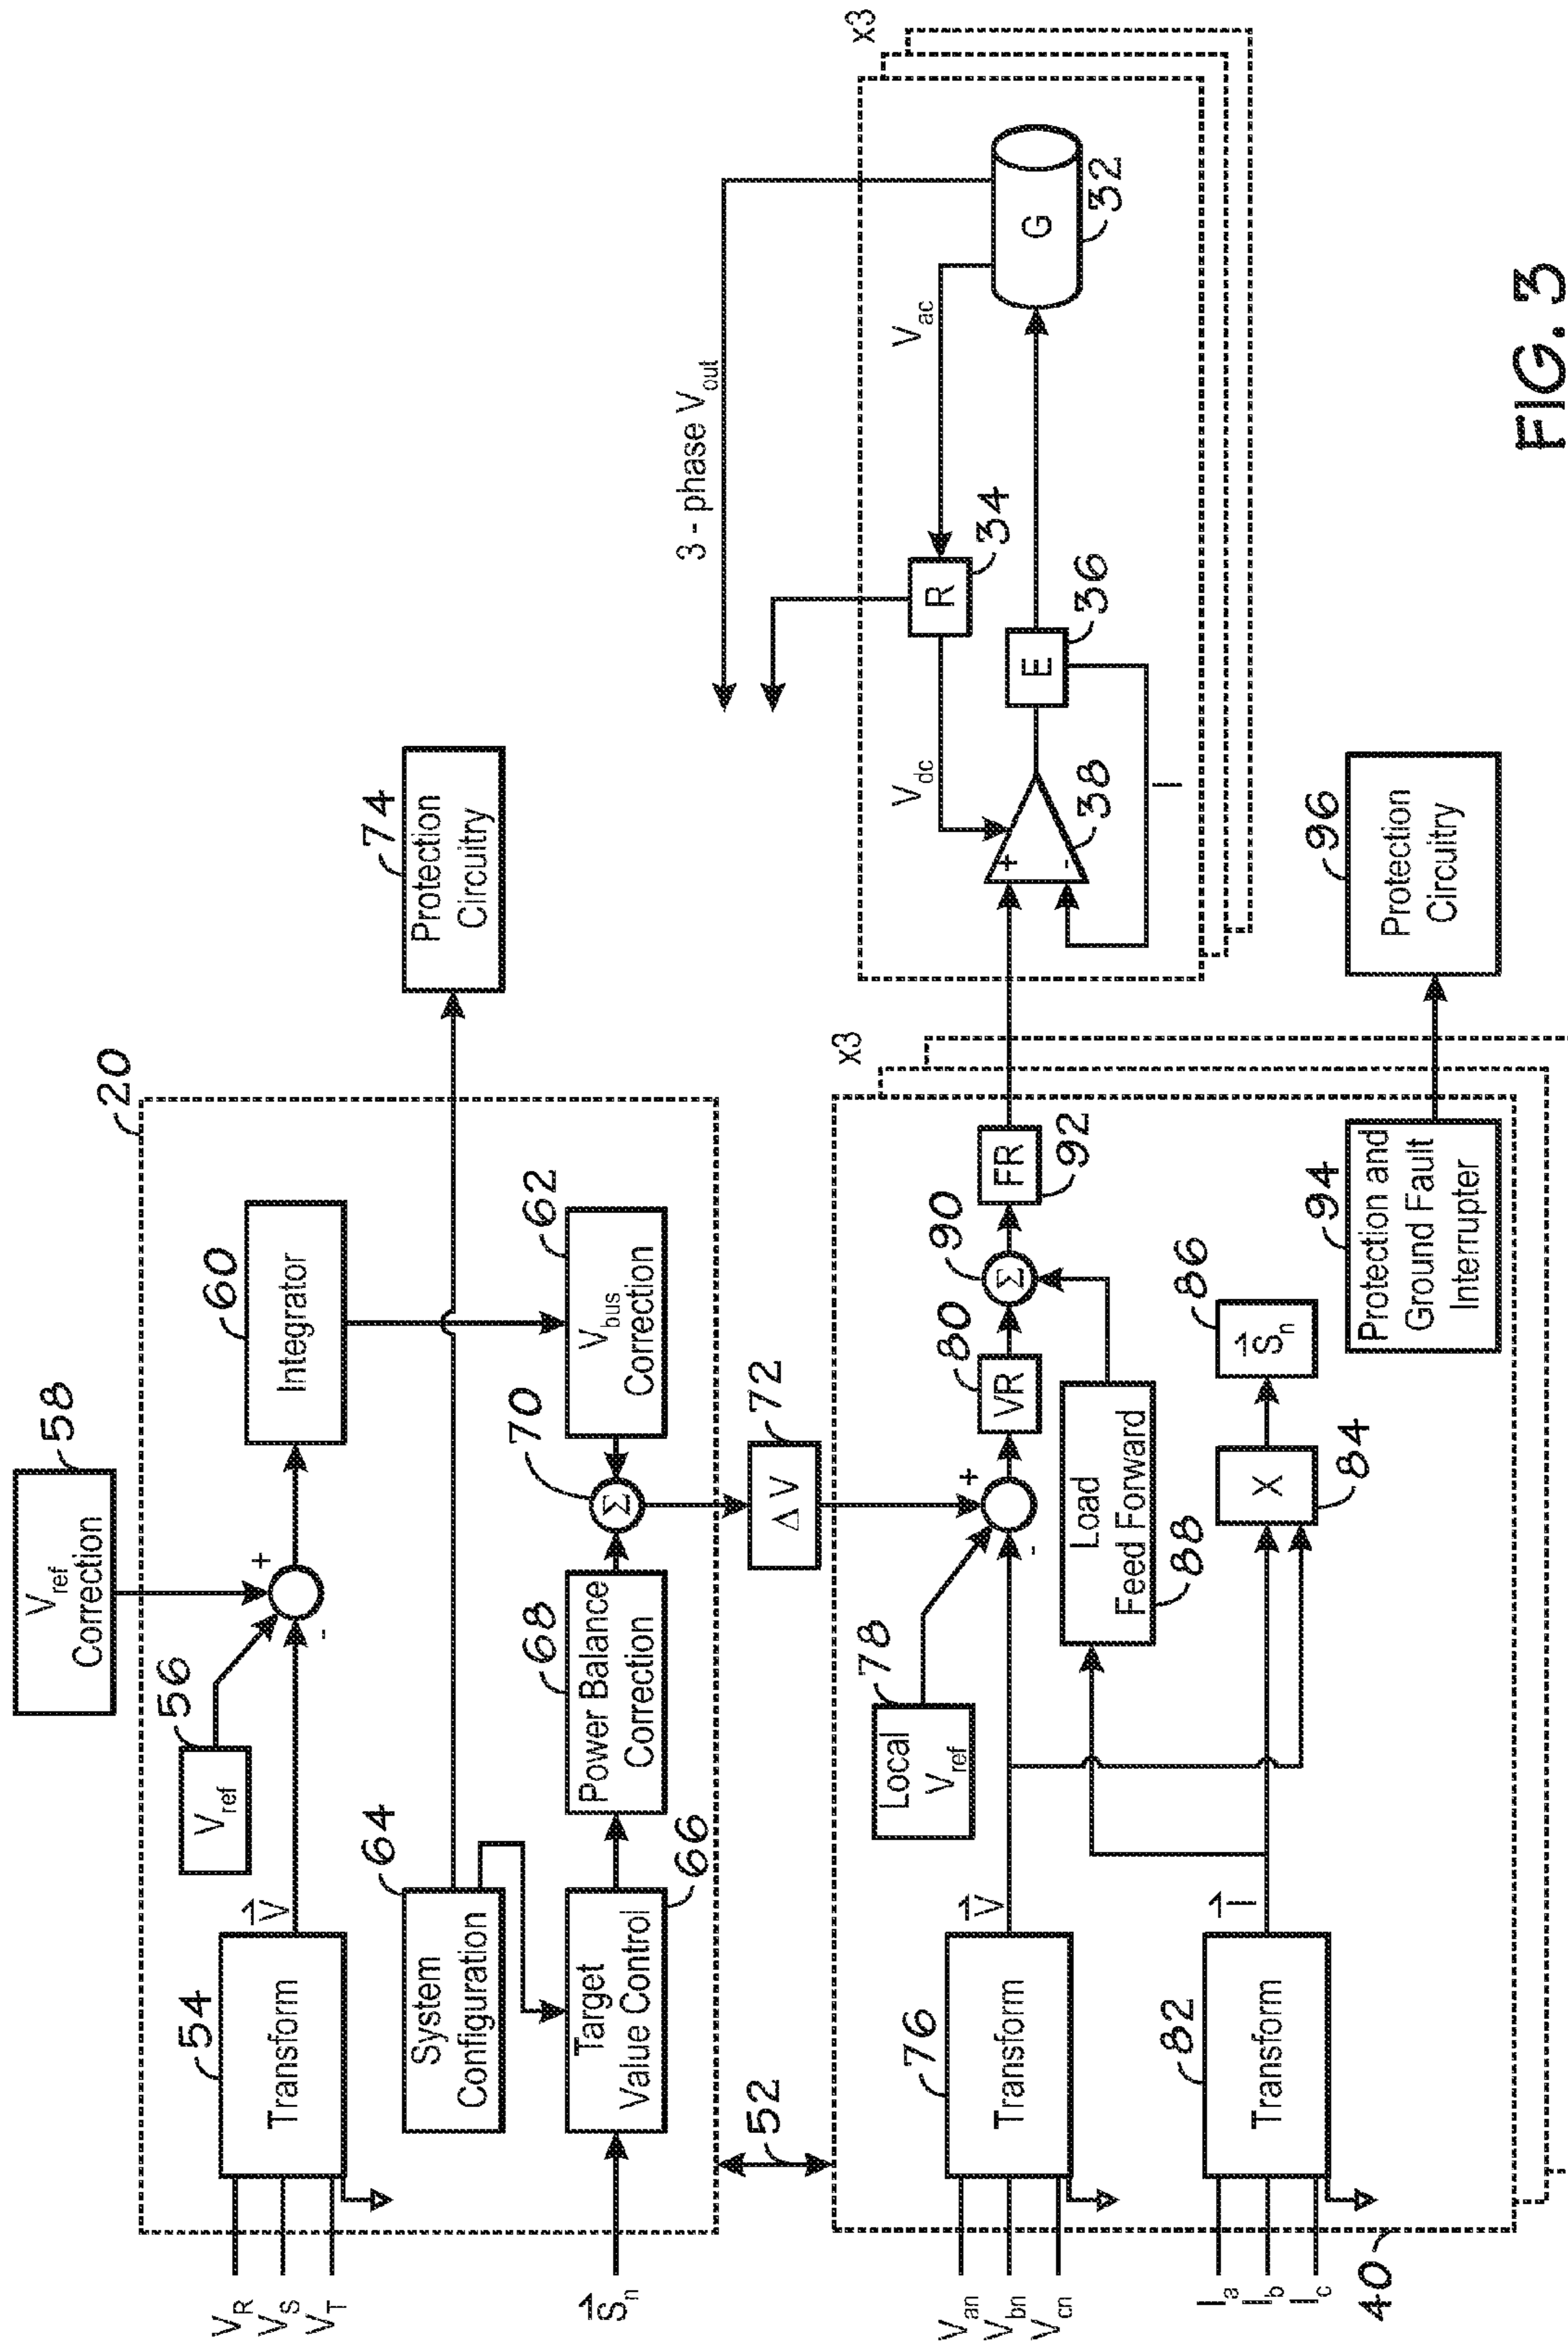 58
V_ref
Correction
20
56
V_ref
+
-
60
Integrator
54
Transform
V⃗
V_R
V_S
V_T
74
Protection
Circuitry
64
System
Configuration
62
V_bus
Correction
70
Σ
68
Power Balance
Correction
66
Target
Value Control
S⃗_n
52
72
Δ V
x3
3 - phase V_out
V_ac
G
32
R
34
V_dc
E
36
+
-
38
I
x3
78
Local
V_ref
76
Transform
V⃗
V_an
V_bn
V_cn
+
-
80
VR
90
Σ
FR
92
Load
Feed Forward
88
82
Transform
I⃗
I_a
I_b
I_c
X
84
86
S⃗_n
94
Protection and
Ground Fault
Interrupter
96
Protection
Circuitry
40
FIG. 3